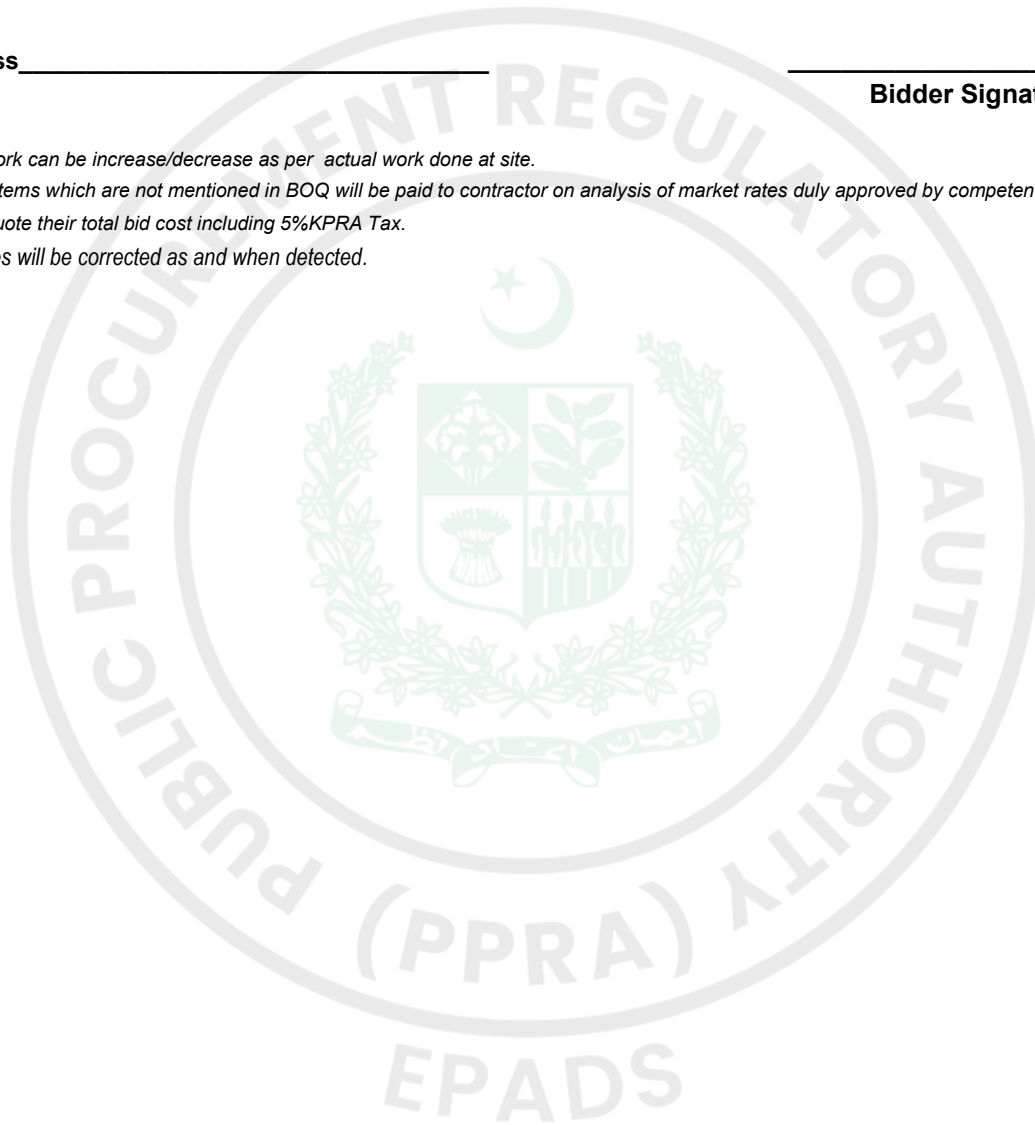 ss___________________________________ ___________________
Bidder Signat
ork can be increase/decrease as per actual work done at site.
tems which are not mentioned in BOQ will be paid to contractor on analysis of market rates duly approved by competen
uote their total bid cost including 5%KPRA Tax.
es will be corrected as and when detected.
PUBLIC PROCUREMENT REGULATORY AUTHORITY
(PPRA)
EPADS